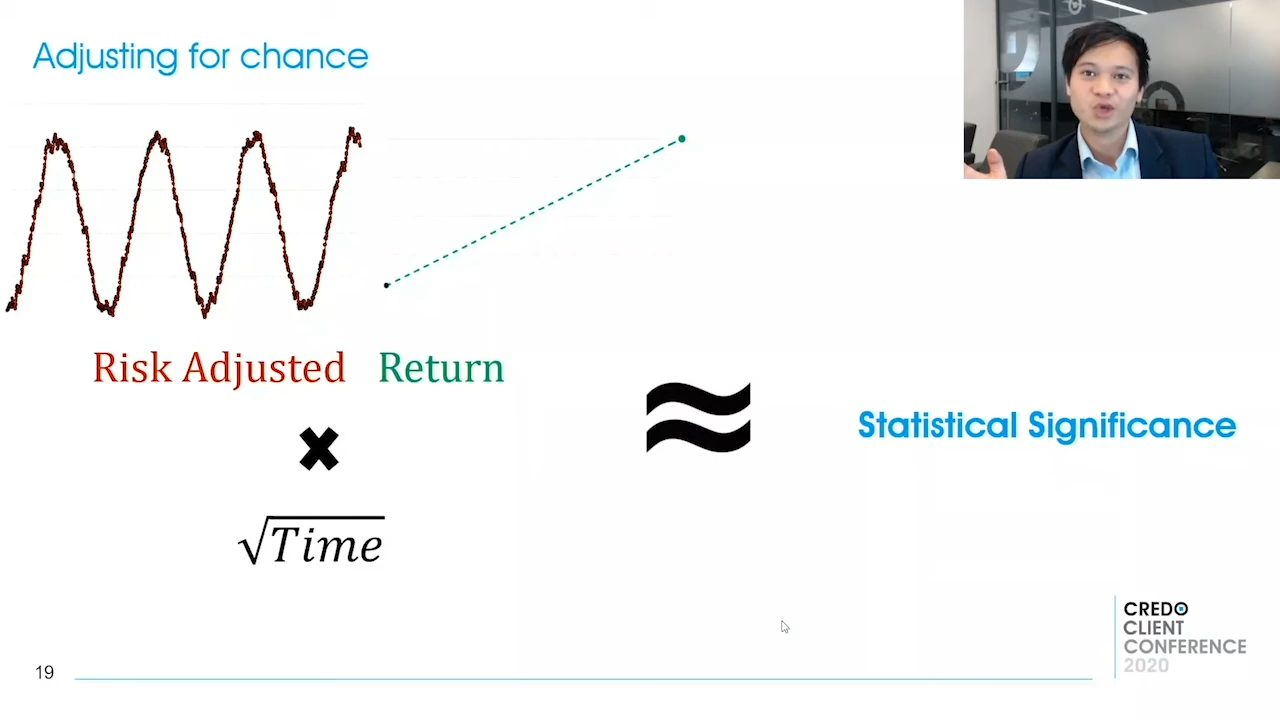 Adjusting for chance
Risk Adjusted Return
×
≈
Statistical Significance
√Time
19
CREDO
CLIENT
CONFERENCE
2020